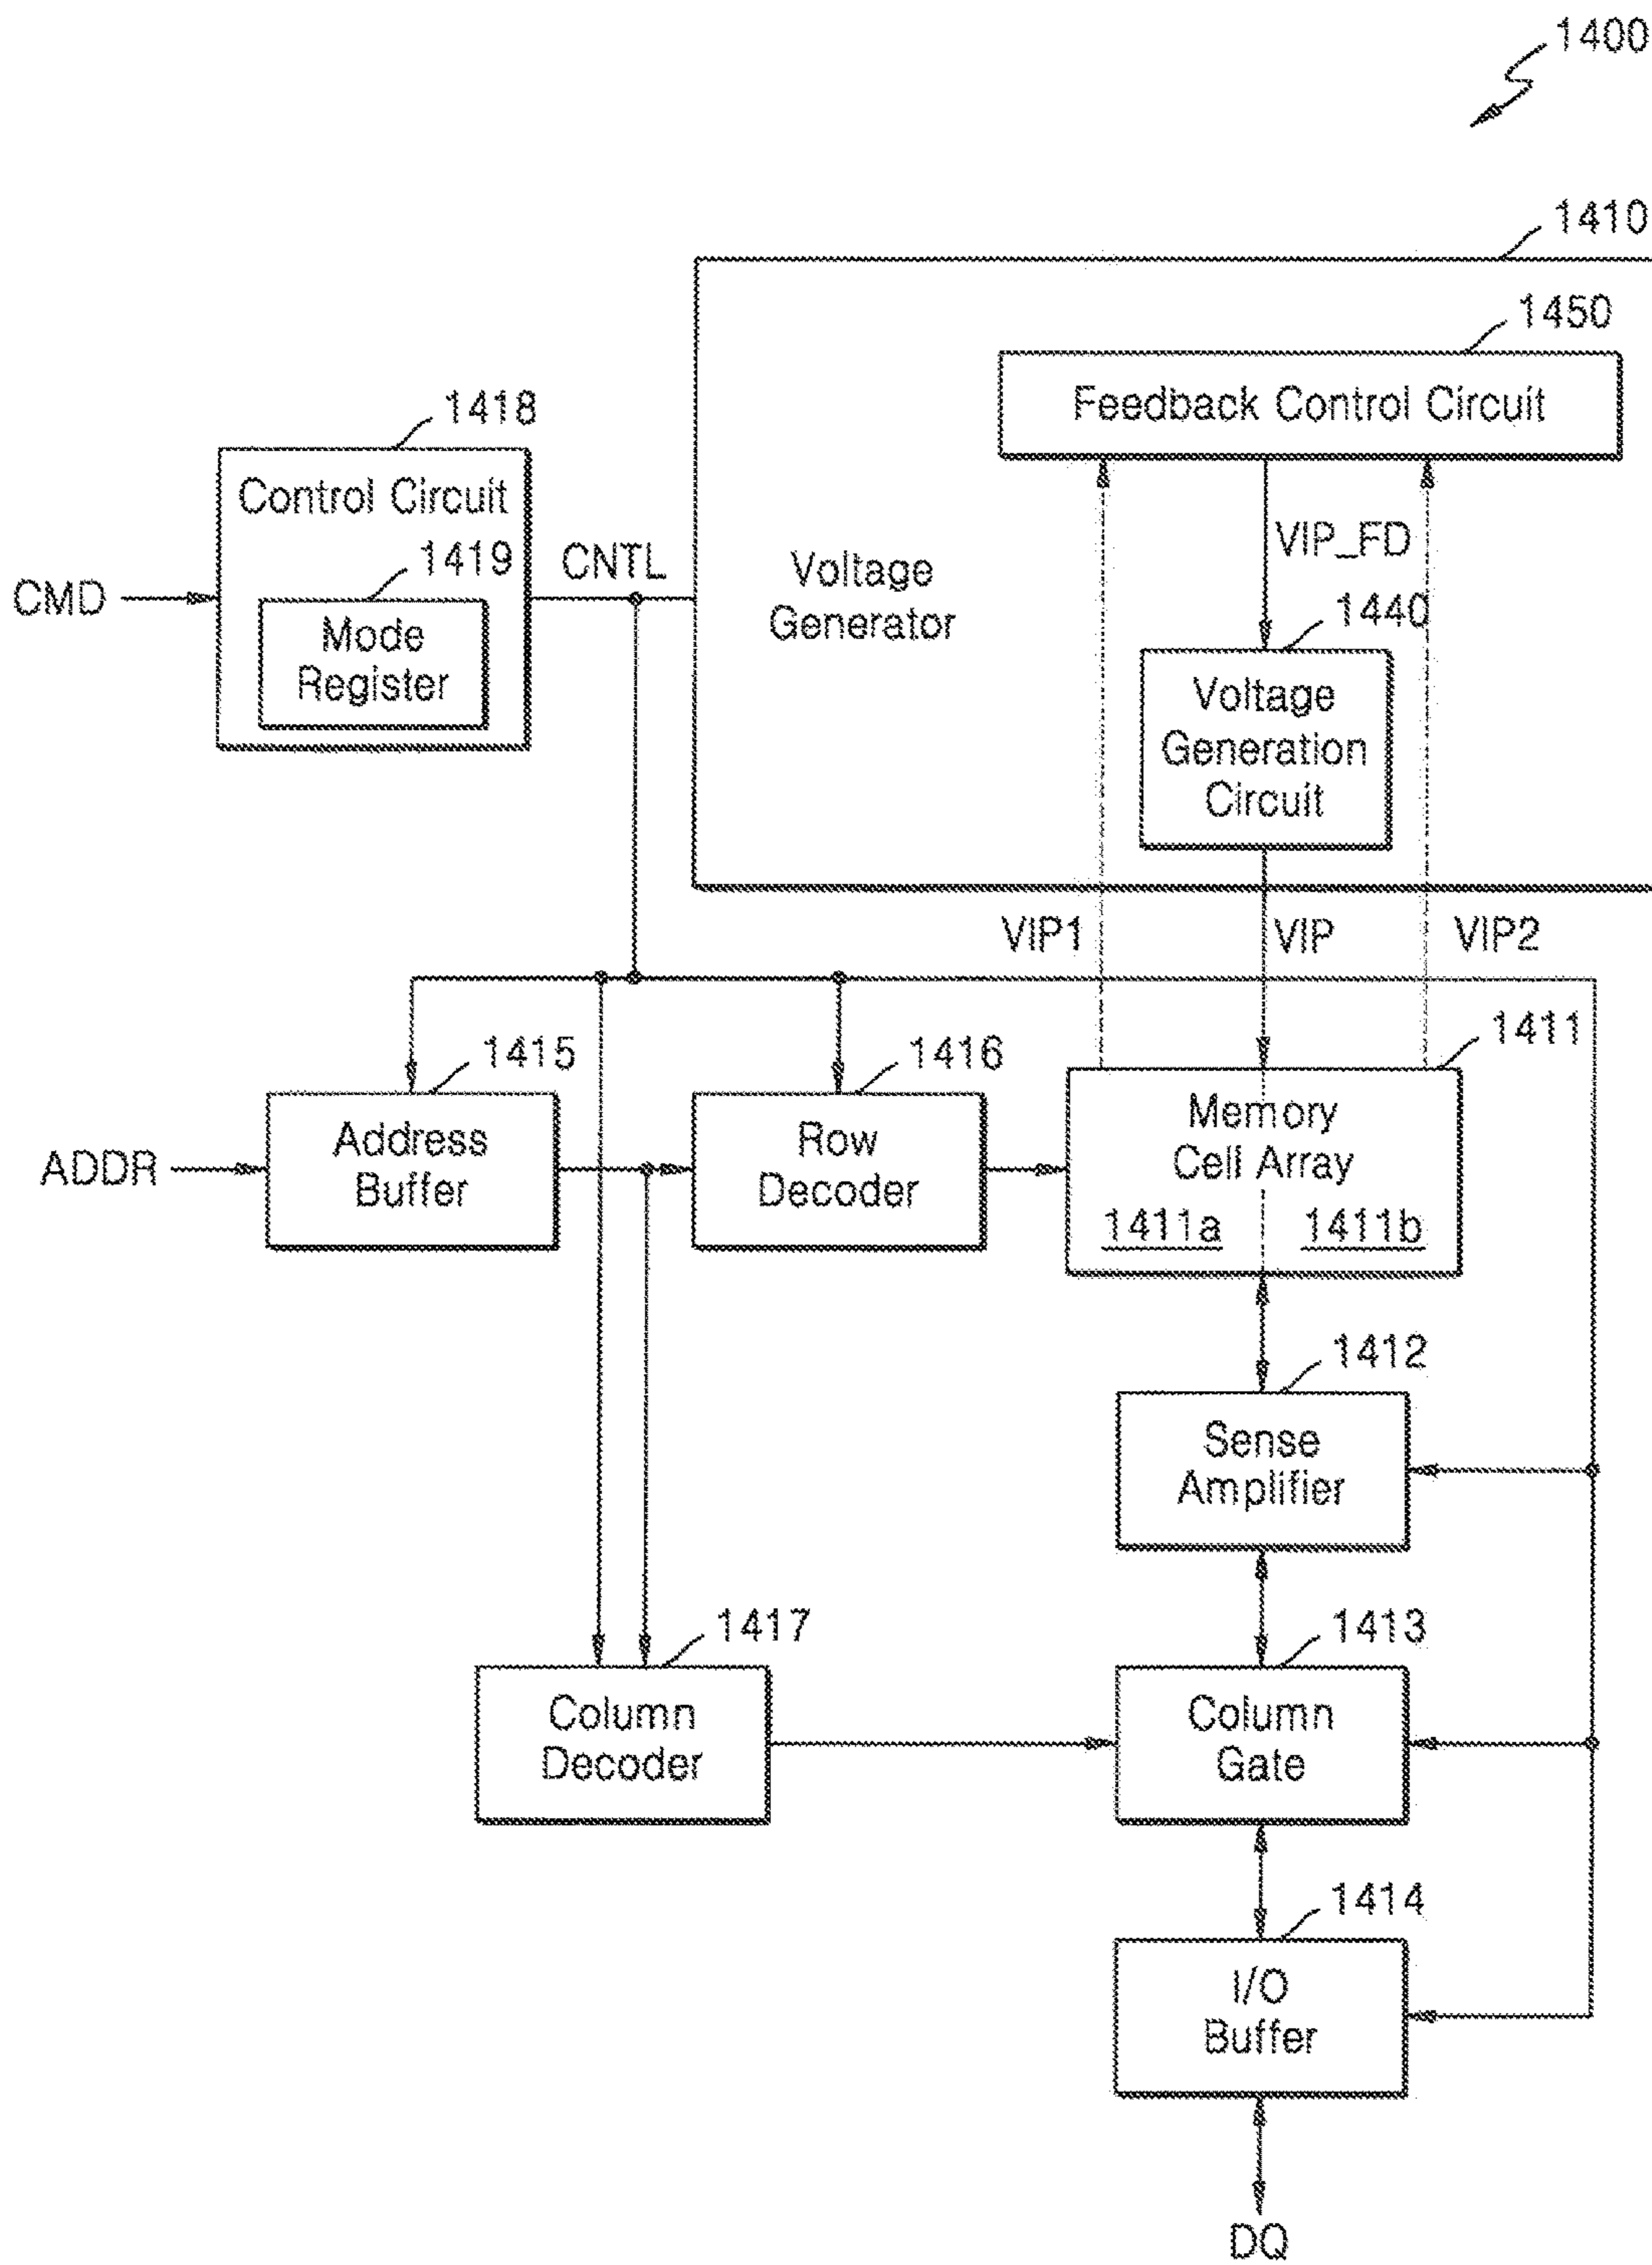 1400
1410
1450
Feedback Control Circuit
1418
Control Circuit
1419
Mode
Register
CMD
CNTL
Voltage
Generator
VIP_FD
1440
Voltage
Generation
Circuit
VIP1
VIP
VIP2
1415
Address
Buffer
ADDR
1416
Row
Decoder
1411
Memory
Cell Array
1411a
1411b
1412
Sense
Amplifier
1417
Column
Decoder
1413
Column
Gate
1414
I/O
Buffer
DQ